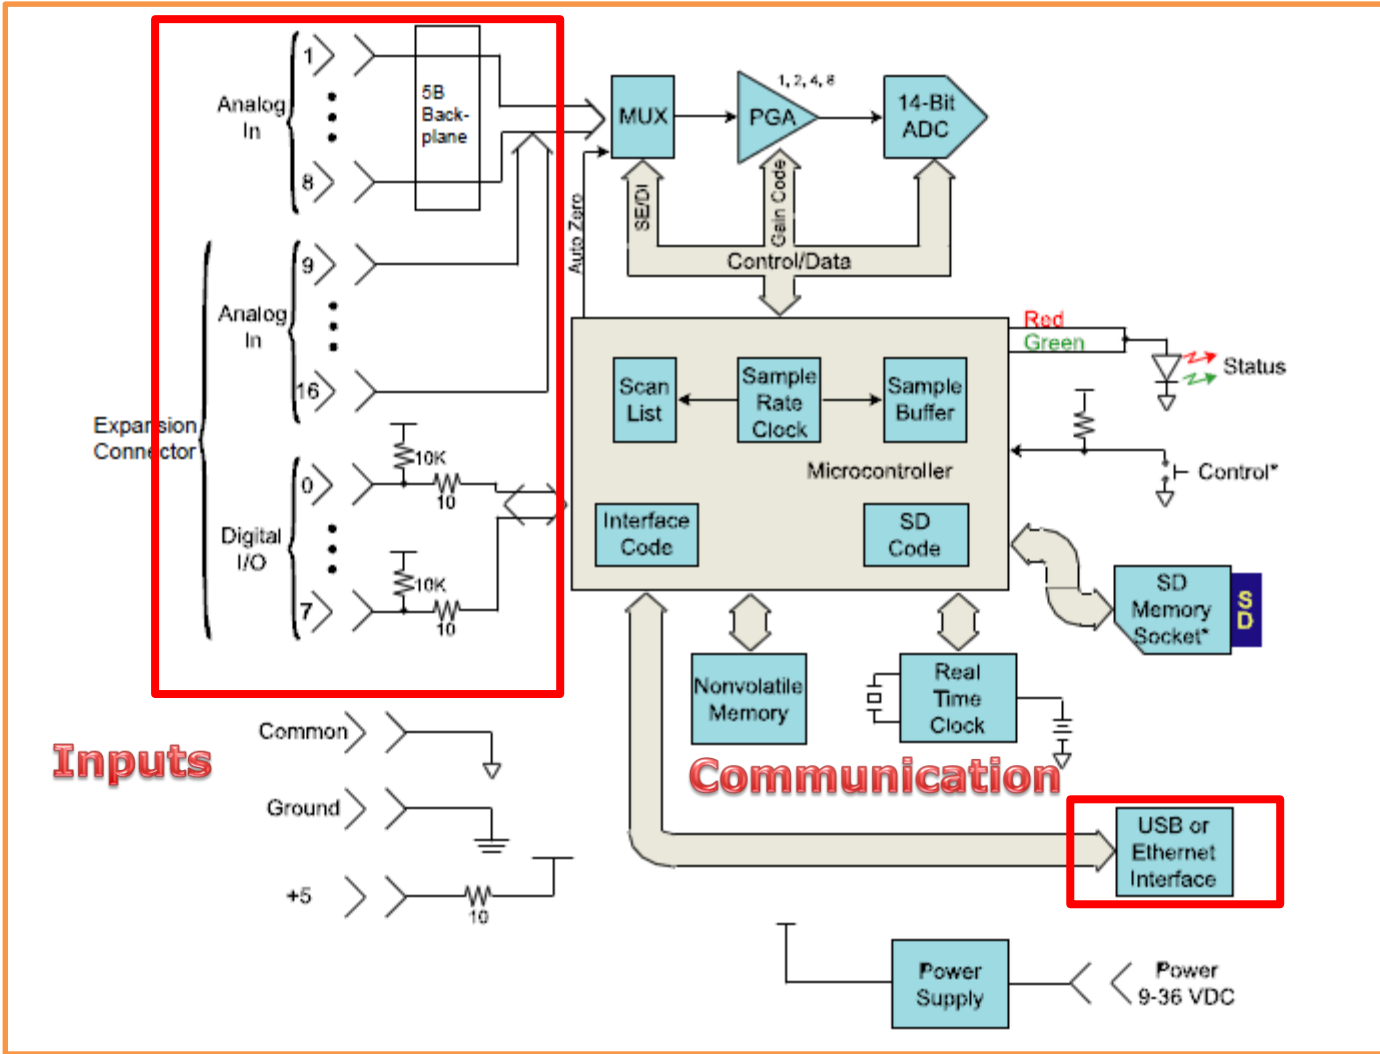 Analog
In
1
8
5B
Back-
plane
MUX
PGA
1, 2, 4, 8
14-Bit
ADC
Auto Zero
SE/DI
Gain Code
Control/Data
Expansion
Connector
Analog
In
9
16
Digital
I/O
0
7
10K
10
10K
10
Scan
List
Sample
Rate
Clock
Sample
Buffer
Microcontroller
Interface
Code
SD
Code
Red
Green
Status
Control*
SD
Memory
Socket*
SD
Nonvolatile
Memory
Real
Time
Clock
Common
Inputs
Communication
Ground
+5
10
USB or
Ethernet
Interface
Power
Supply
Power
9-36 VDC